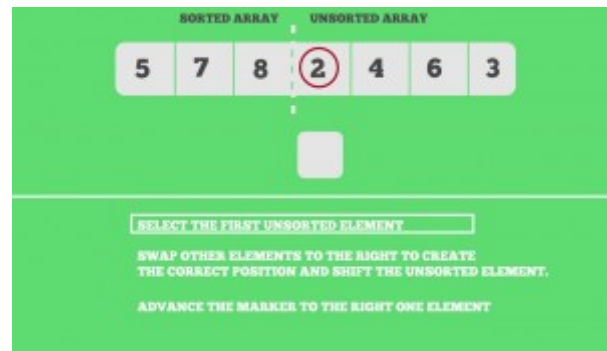 SORTED ARRAY UNSORTED ARRAY
5 7 8 2 4 6 3
SELECT THE FIRST UNSORTED ELEMENT
SWAP OTHER ELEMENTS TO THE RIGHT TO CREATE
THE CORRECT POSITION AND SHIFT THE UNSORTED ELEMENT.
ADVANCE THE MARKER TO THE RIGHT ONE ELEMENT